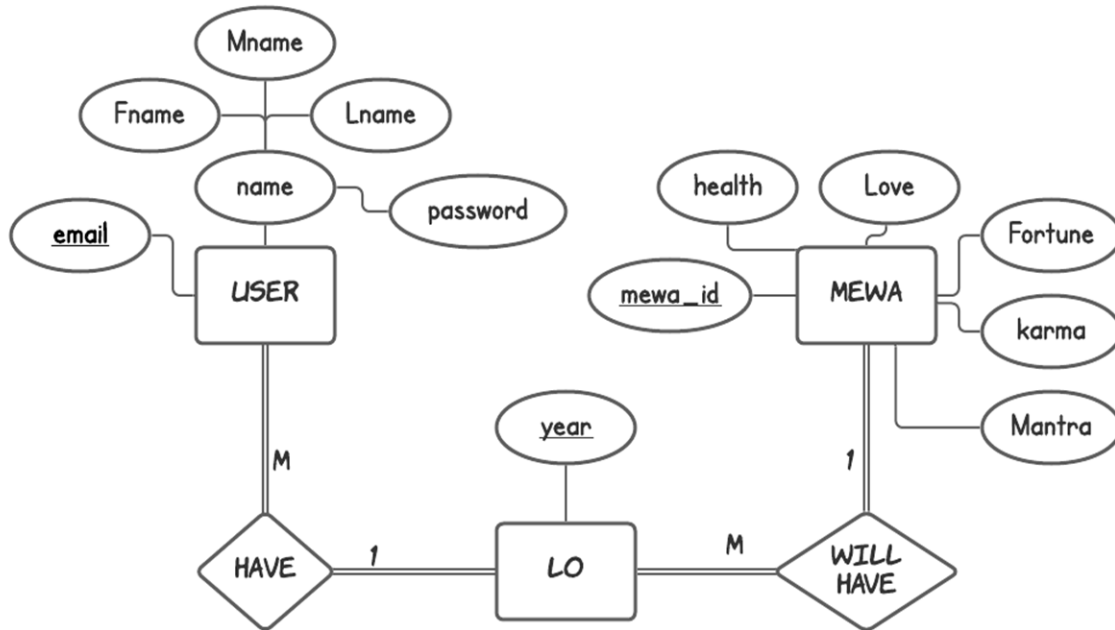 Mname
Fname
Lname
name
password
email
USER
health
Love
Fortune
mewa_id
MEWA
karma
Mantra
year
M
1
HAVE
1
LO
M
WILL
HAVE